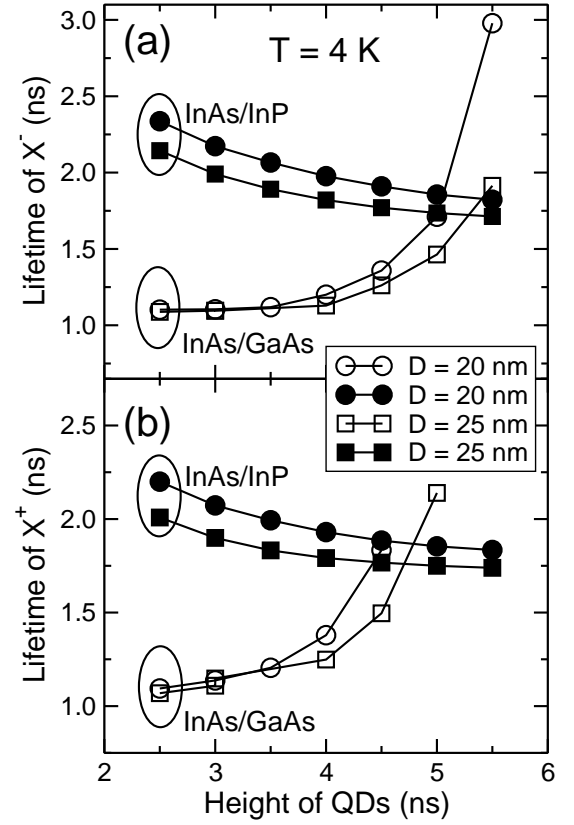 (a)
T = 4 K
InAs/InP
InAs/GaAs
Lifetime of X⁻ (ns)
3.0
2.5
2.0
1.5
1.0
D = 20 nm
D = 20 nm
D = 25 nm
D = 25 nm
(b)
InAs/InP
InAs/GaAs
Lifetime of X⁺ (ns)
2.5
2.0
1.5
1.0
2 3 4 5 6
Height of QDs (ns)